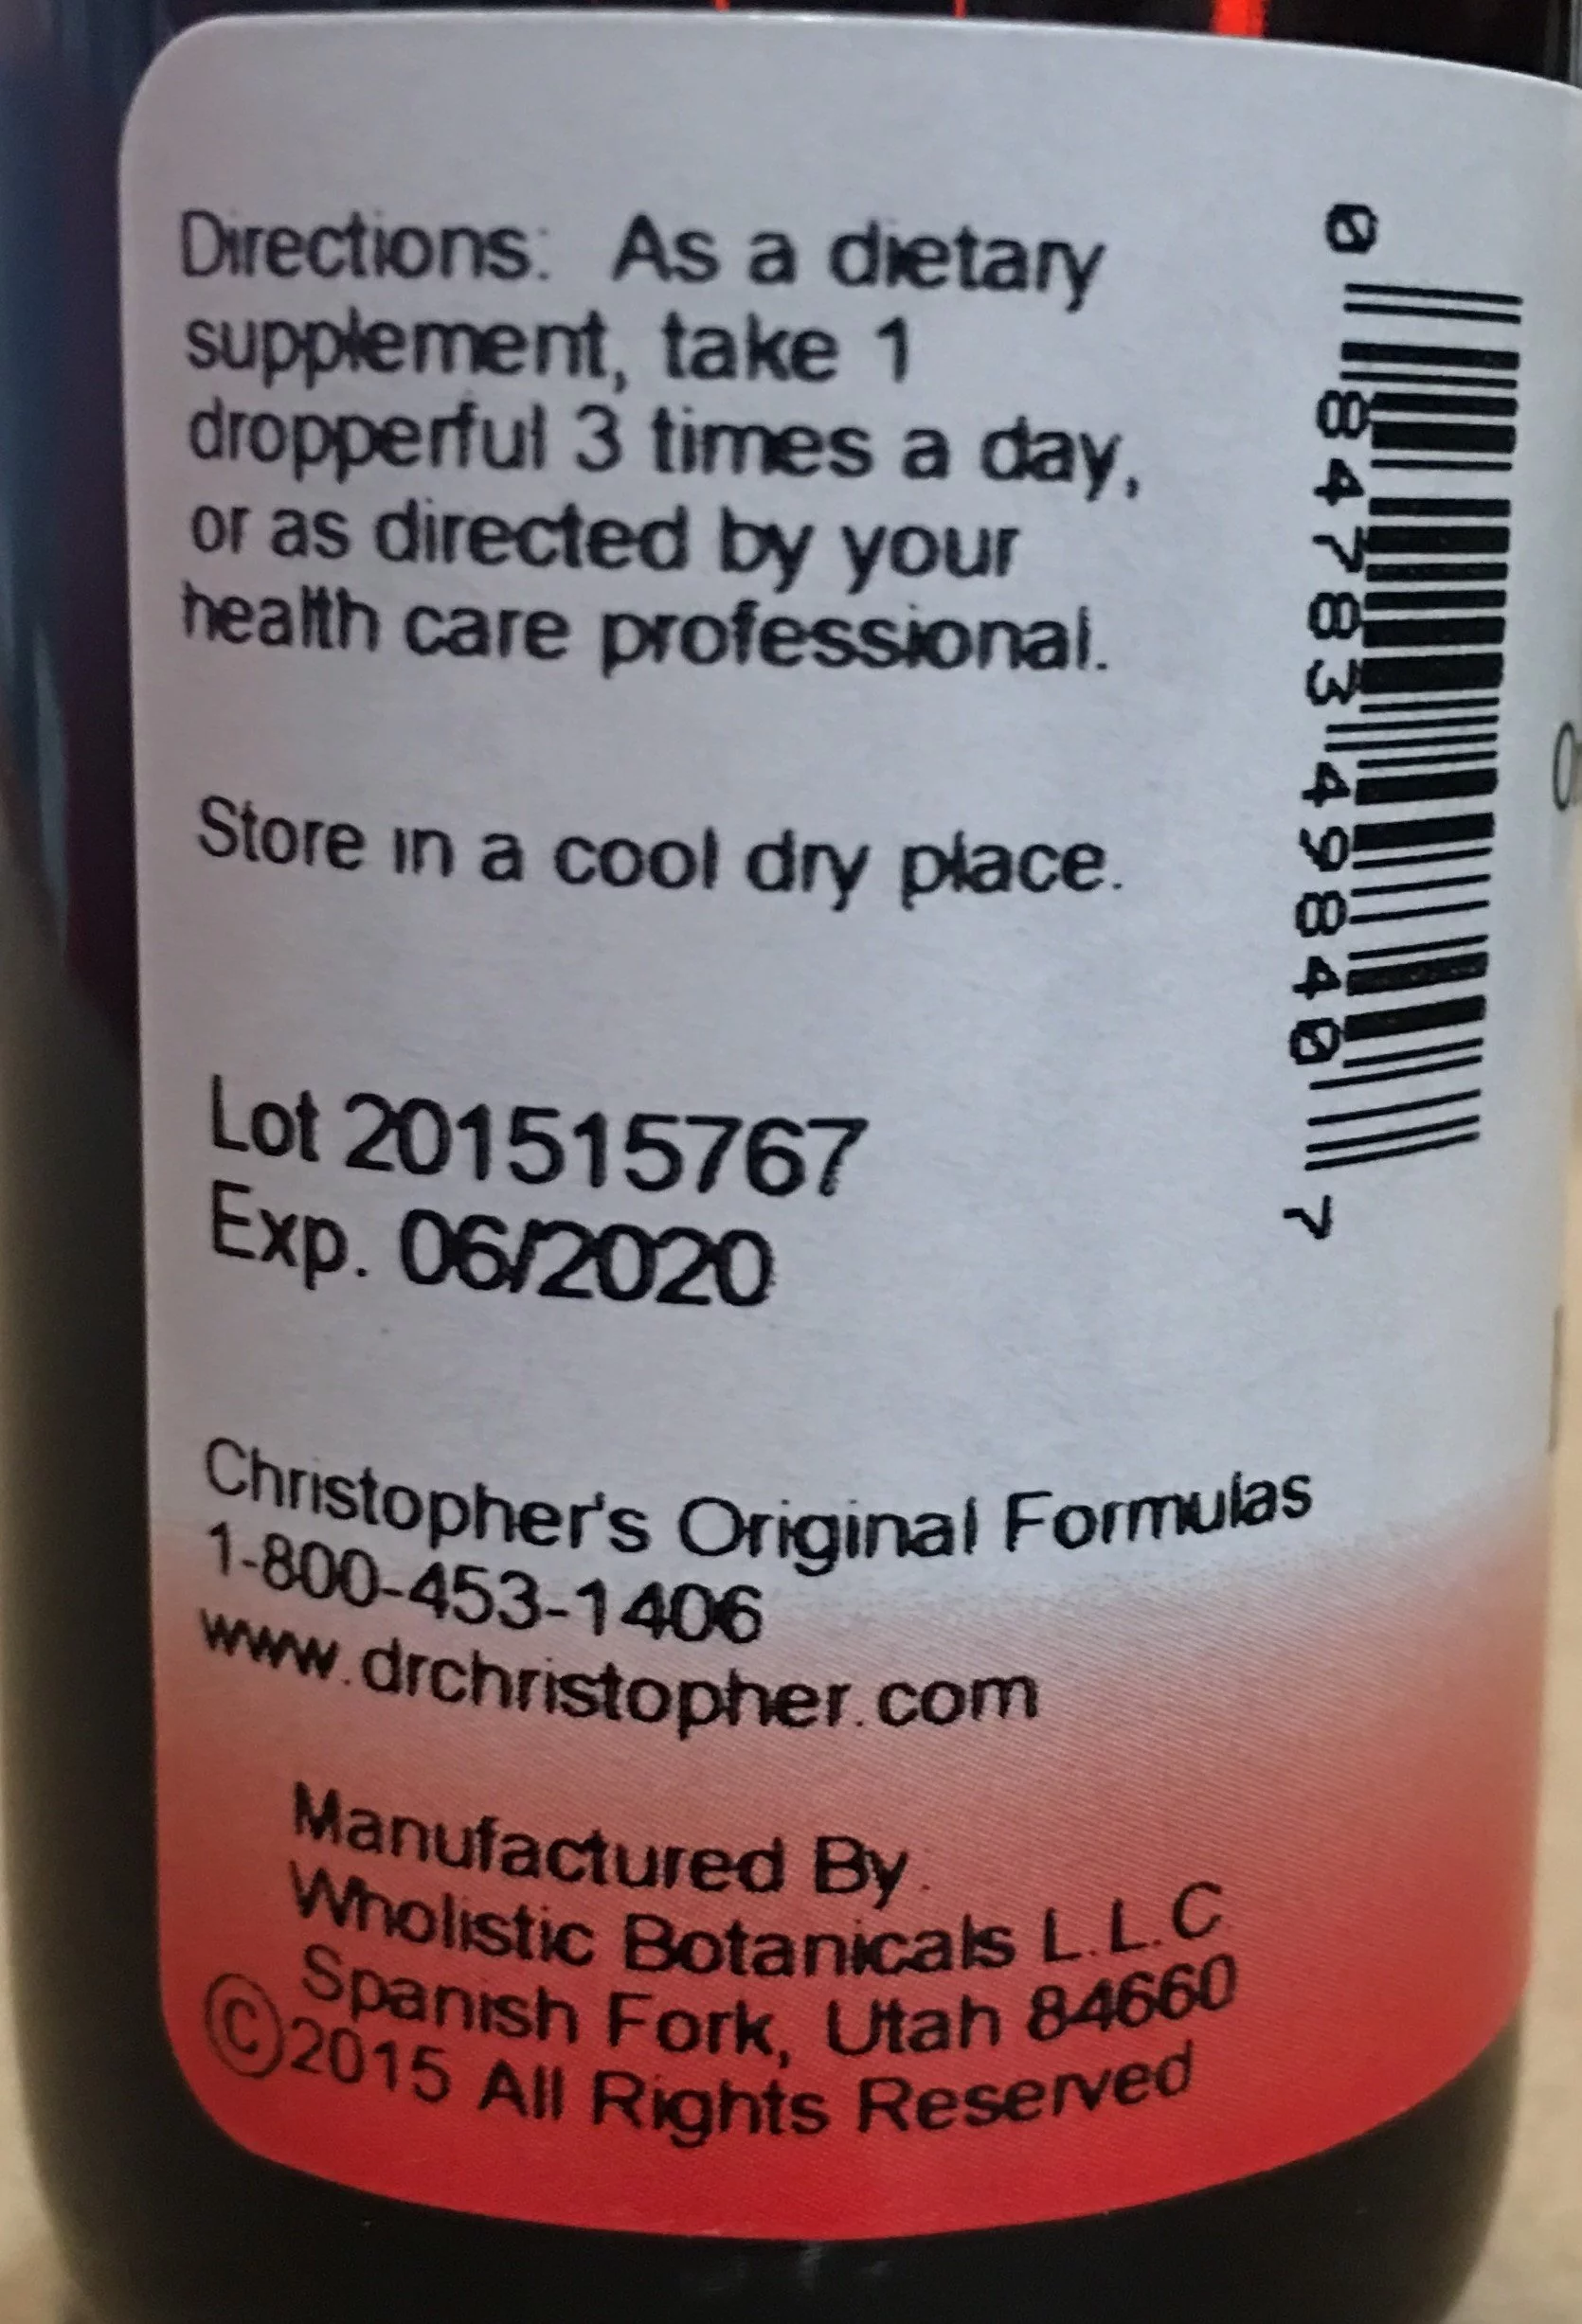 Directions: As a dietary
supplement, take 1
dropperful 3 times a day,
or as directed by your
health care professional.
Store in a cool dry place.
Lot 201515767
Exp. 06/2020
Christopher's Original Formulas
1-800-453-1406
www.drchristopher.com
Manufactured By:
Wholistic Botanicals L.L.C.
Spanish Fork, Utah 84660
©2015 All Rights Reserved
0 84783 49840 7